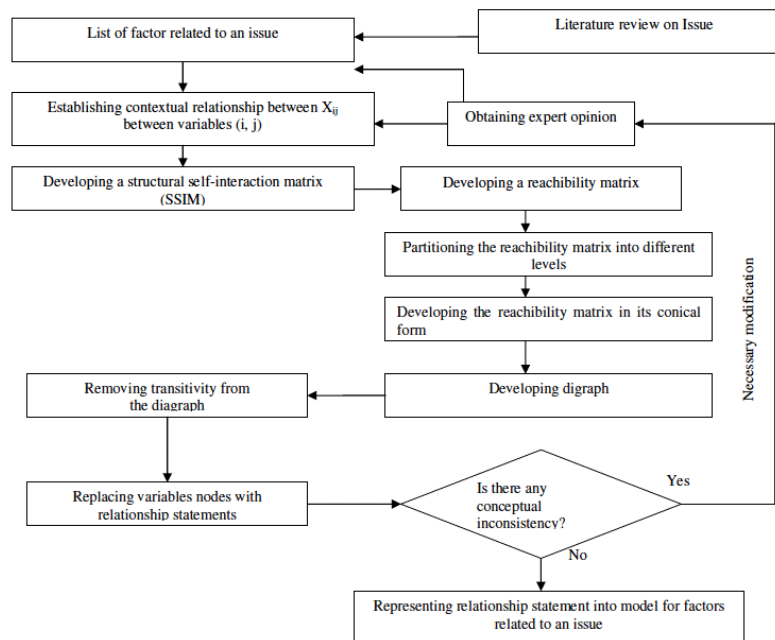 Literature review on Issue
List of factor related to an issue
Establishing contextual relationship between Xij
between variables (i, j)
Obtaining expert opinion
Developing a structural self-interaction matrix
(SSIM)
Developing a reachibility matrix
Partitioning the reachibility matrix into different
levels
Developing the reachibility matrix in its conical
form
Developing digraph
Removing transitivity from
the diagraph
Replacing variables nodes with
relationship statements
Is there any
conceptual
inconsistency?
Yes
Necessary modification
No
Representing relationship statement into model for factors
related to an issue